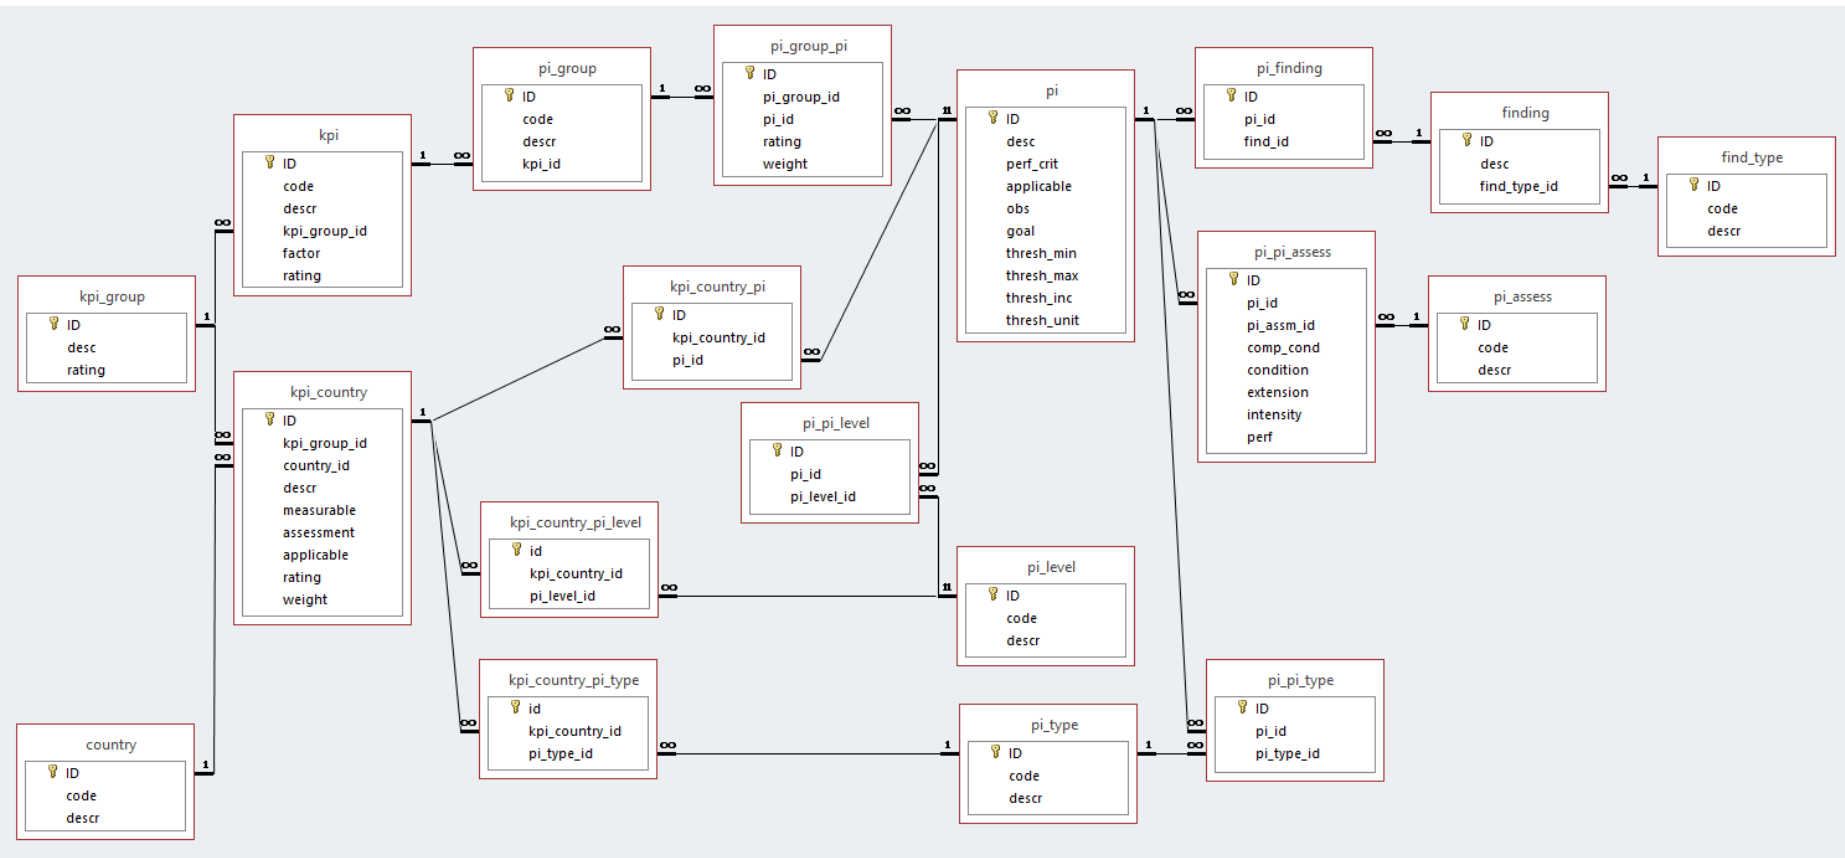 kpi_group
ID
desc
rating
country
ID
code
descr
kpi
ID
code
descr
kpi_group_id
factor
rating
kpi_country
ID
kpi_group_id
country_id
descr
measurable
assessment
applicable
rating
weight
pi_group
ID
code
descr
kpi_id
pi_group_pi
ID
pi_group_id
pi_id
rating
weight
kpi_country_pi
ID
kpi_country_id
pi_id
pi_pi_level
ID
pi_id
pi_level_id
kpi_country_pi_level
id
kpi_country_id
pi_level_id
kpi_country_pi_type
id
kpi_country_id
pi_type_id
pi
ID
desc
perf_crit
applicable
obs
goal
thresh_min
thresh_max
thresh_inc
thresh_unit
pi_level
ID
code
descr
pi_type
ID
code
descr
pi_finding
ID
pi_id
find_id
finding
ID
desc
find_type_id
find_type
ID
code
descr
pi_pi_assess
ID
pi_id
pi_assm_id
comp_cond
condition
extension
intensity
perf
pi_assess
ID
code
descr
pi_pi_type
ID
pi_id
pi_type_id